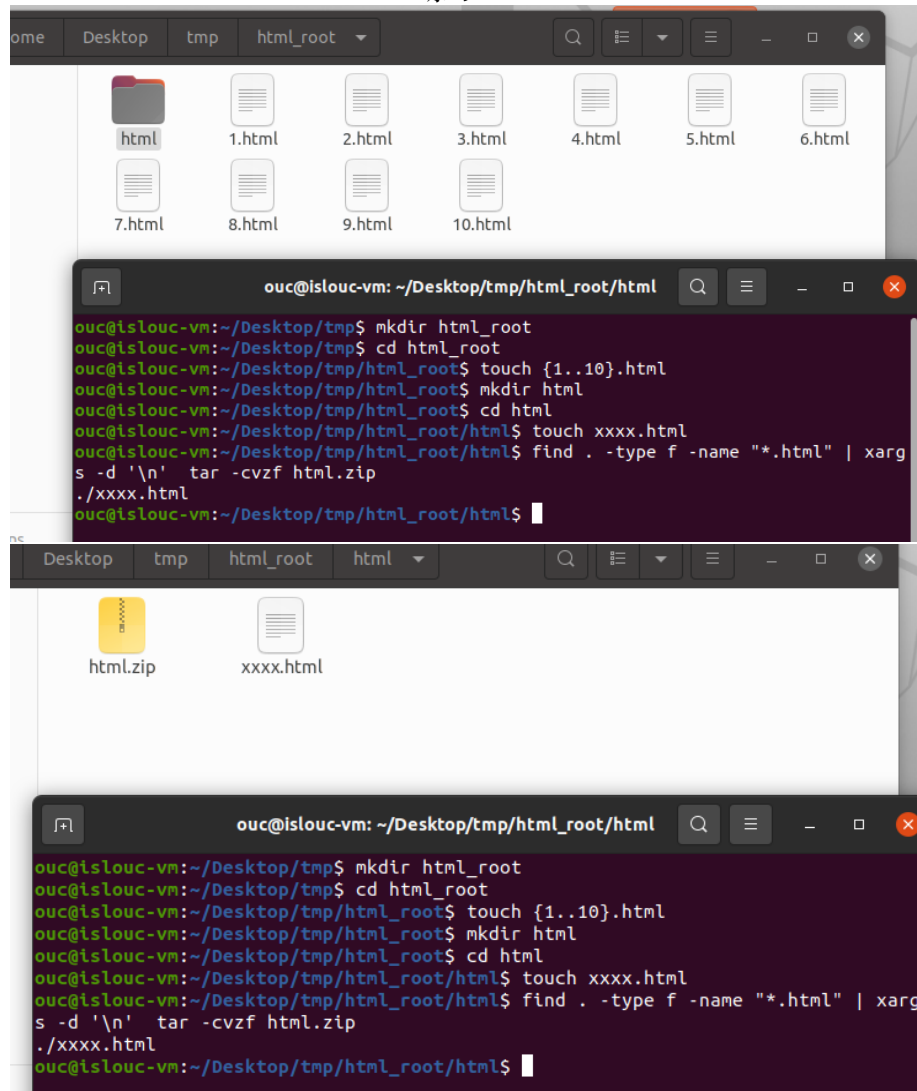 ome Desktop tmp html_root
html 1.html 2.html 3.html 4.html 5.html 6.html
7.html 8.html 9.html 10.html
ouc@islouc-vm: ~/Desktop/tmp/html_root/html
ouc@islouc-vm:~/Desktop/tmp$ mkdir html_root
ouc@islouc-vm:~/Desktop/tmp$ cd html_root
ouc@islouc-vm:~/Desktop/tmp/html_root$ touch {1..10}.html
ouc@islouc-vm:~/Desktop/tmp/html_root$ mkdir html
ouc@islouc-vm:~/Desktop/tmp/html_root$ cd html
ouc@islouc-vm:~/Desktop/tmp/html_root/html$ touch xxxx.html
ouc@islouc-vm:~/Desktop/tmp/html_root/html$ find . -type f -name "*.html" | xarg
s -d '\n'  tar -cvzf html.zip
./xxxx.html
ouc@islouc-vm:~/Desktop/tmp/html_root/html$
Desktop tmp html_root html
html.zip xxxx.html
ouc@islouc-vm: ~/Desktop/tmp/html_root/html
ouc@islouc-vm:~/Desktop/tmp$ mkdir html_root
ouc@islouc-vm:~/Desktop/tmp$ cd html_root
ouc@islouc-vm:~/Desktop/tmp/html_root$ touch {1..10}.html
ouc@islouc-vm:~/Desktop/tmp/html_root$ mkdir html
ouc@islouc-vm:~/Desktop/tmp/html_root$ cd html
ouc@islouc-vm:~/Desktop/tmp/html_root/html$ touch xxxx.html
ouc@islouc-vm:~/Desktop/tmp/html_root/html$ find . -type f -name "*.html" | xarg
s -d '\n'  tar -cvzf html.zip
./xxxx.html
ouc@islouc-vm:~/Desktop/tmp/html_root/html$